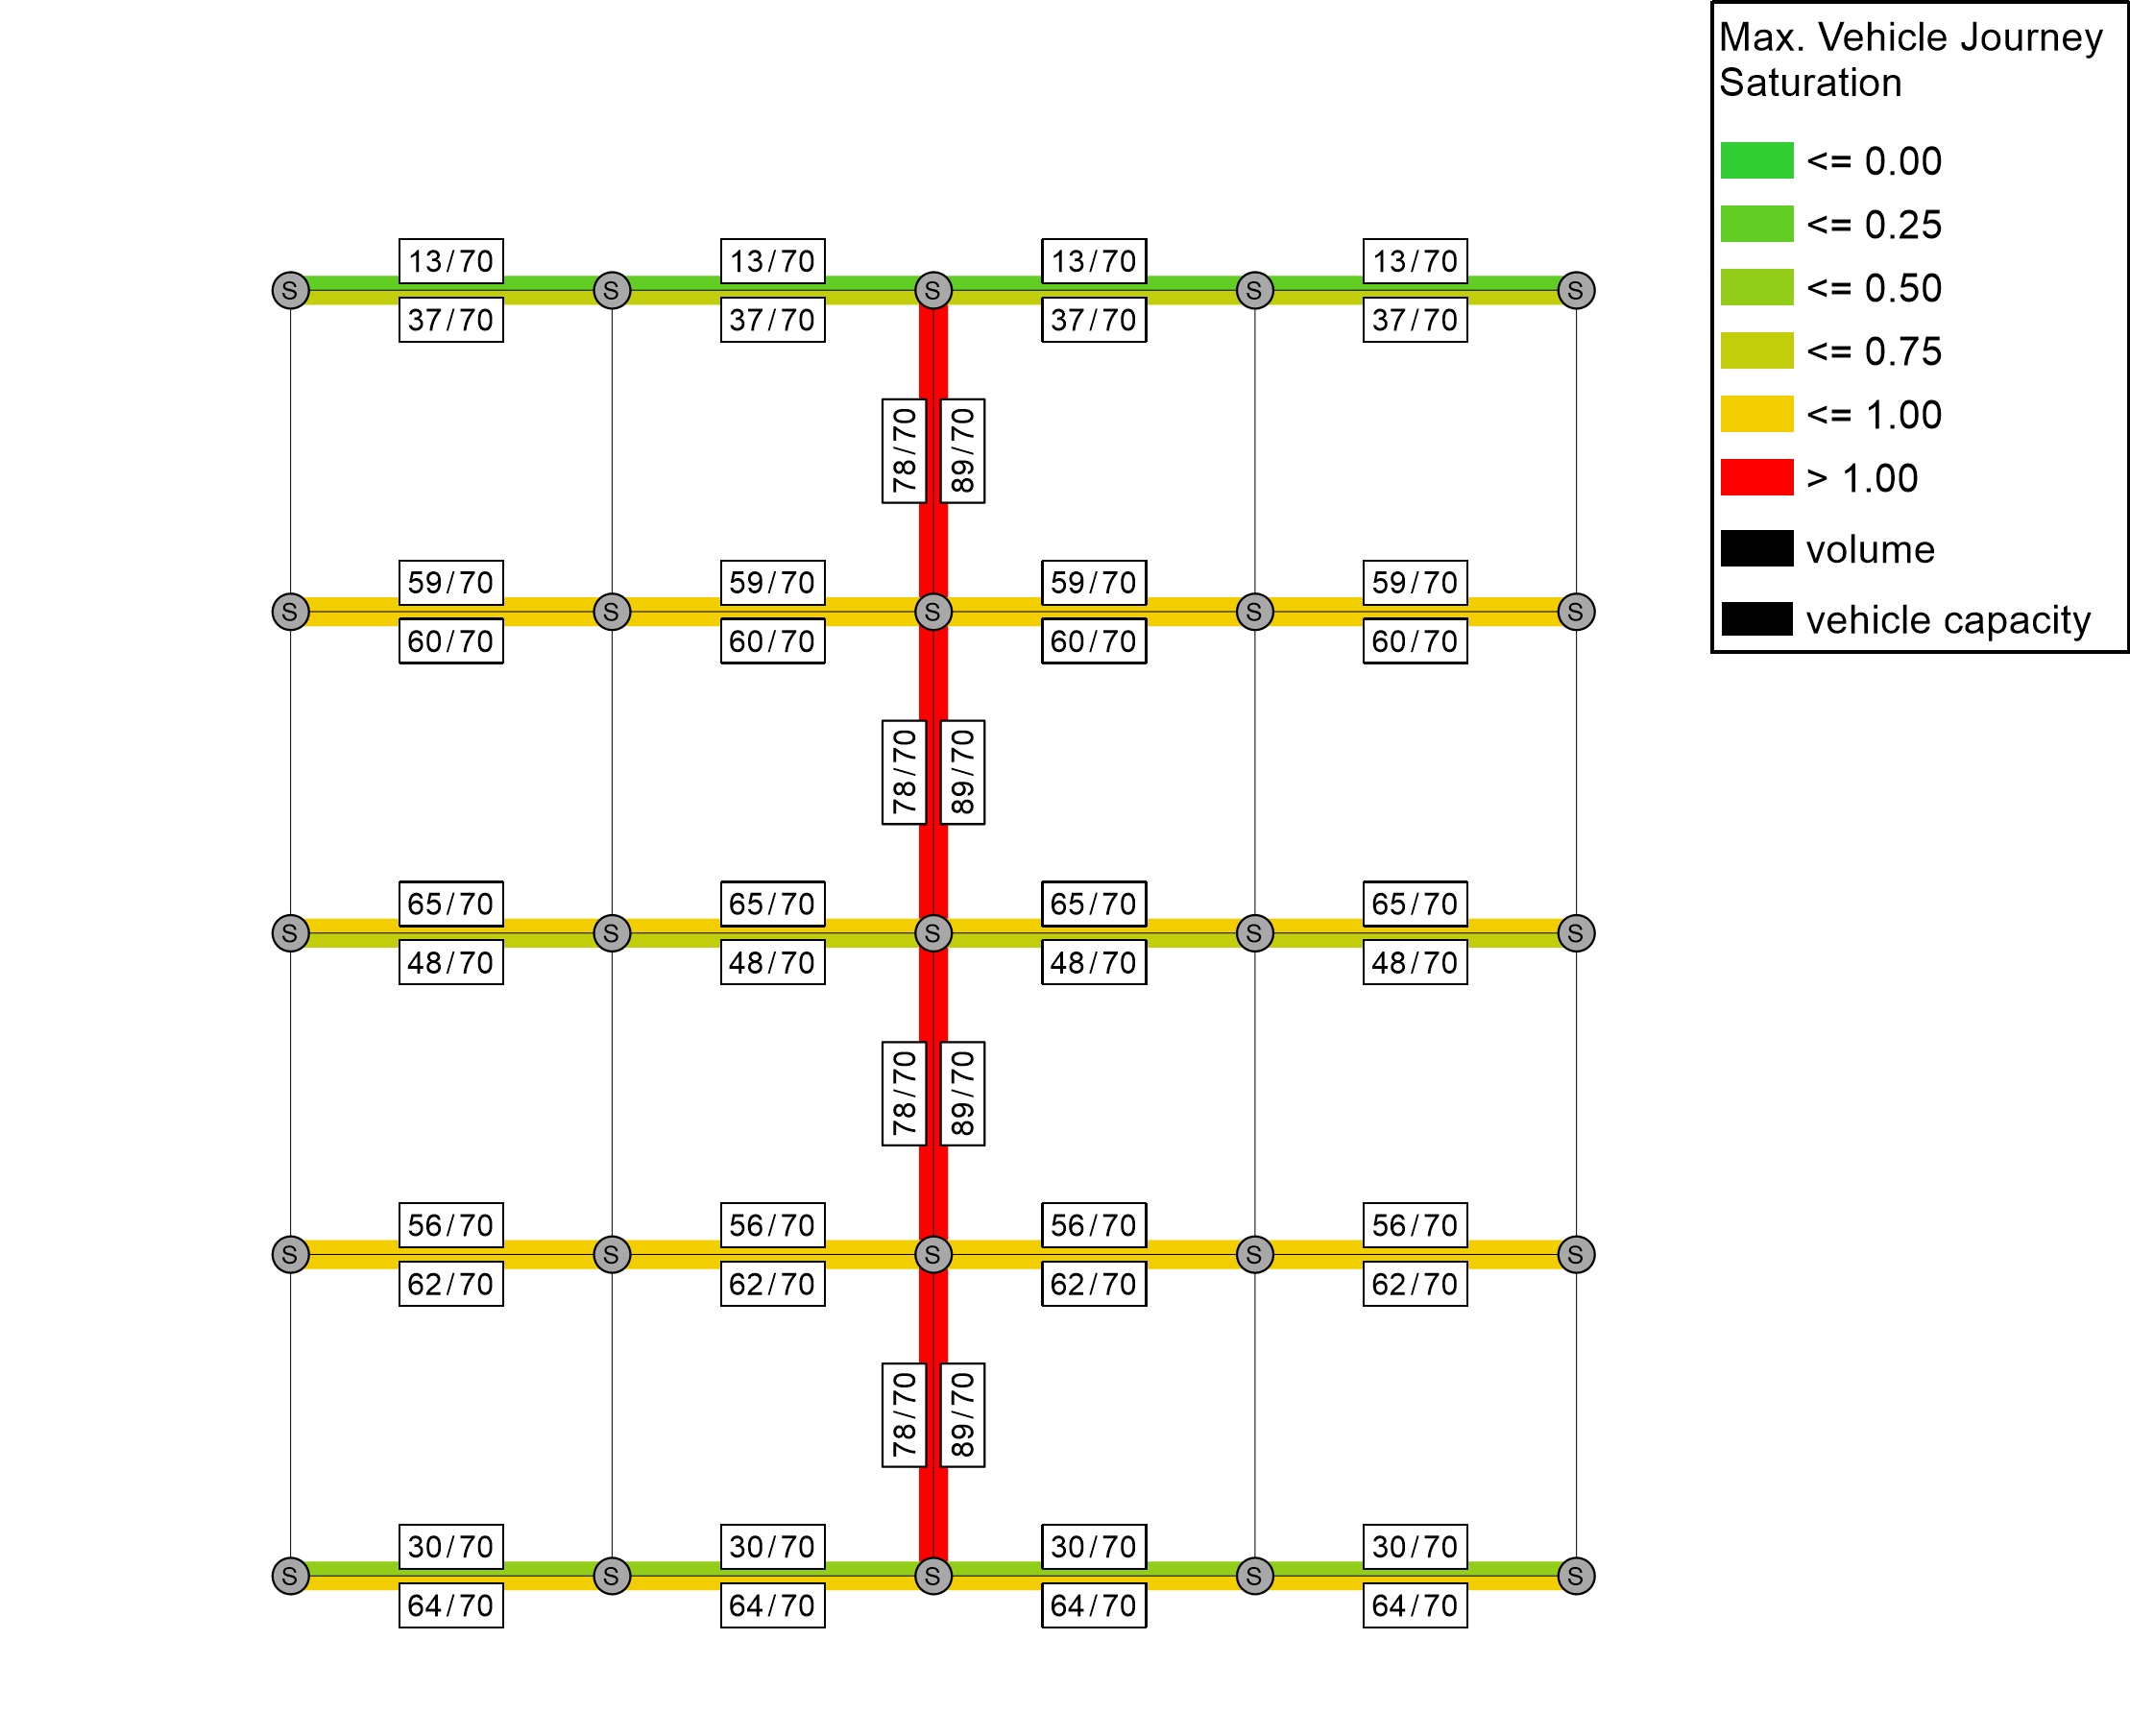 Max. Vehicle Journey
Saturation
<= 0.00
<= 0.25
<= 0.50
<= 0.75
<= 1.00
> 1.00
volume
vehicle capacity
13/70 13/70 13/70 13/70
S S S S S
37/70 37/70 37/70 37/70
78/70 89/70
59/70 59/70 59/70 59/70
S S S S S
60/70 60/70 60/70 60/70
78/70 89/70
65/70 65/70 65/70 65/70
S S S S S
48/70 48/70 48/70 48/70
78/70 89/70
56/70 56/70 56/70 56/70
S S S S S
62/70 62/70 62/70 62/70
78/70 89/70
30/70 30/70 30/70 30/70
S S S S S
64/70 64/70 64/70 64/70